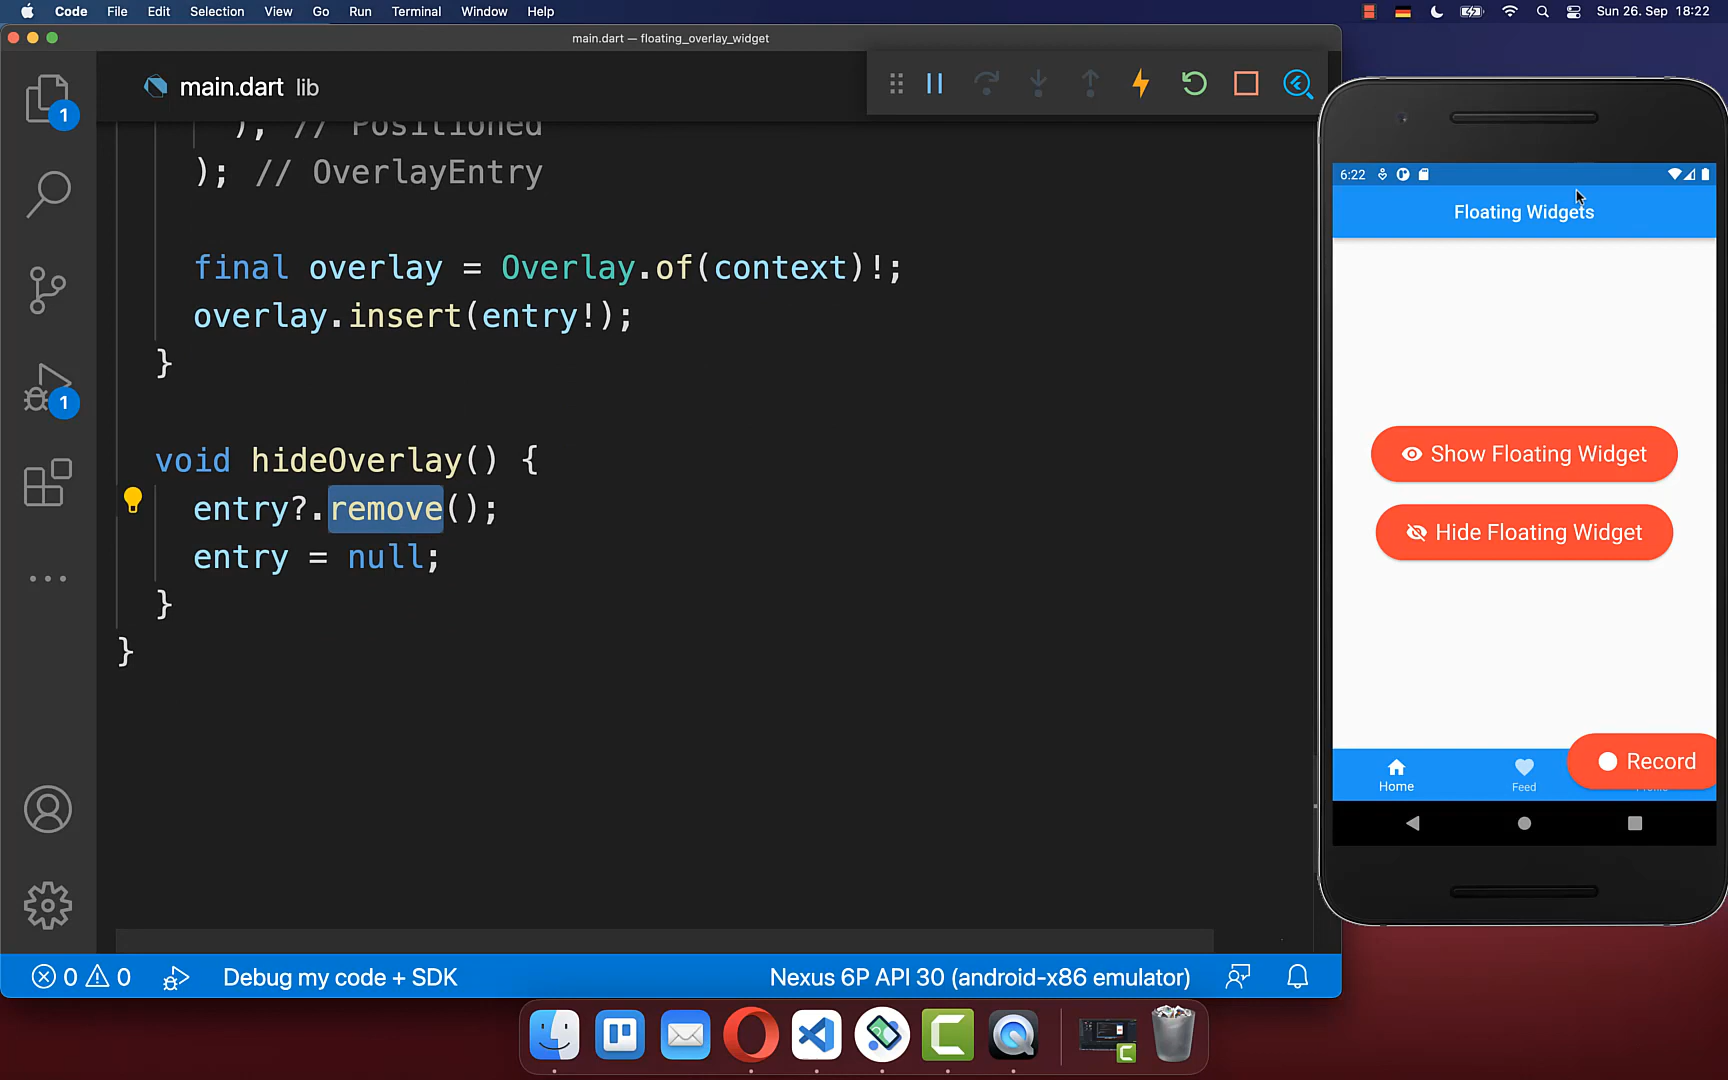 Code File Edit Selection View Go Run Terminal Window Help
Sun 26. Sep 18:22
main.dart — floating_overlay_widget
main.dart lib
1
1
), // Positioned
); // OverlayEntry
final overlay = Overlay.of(context)!;
overlay.insert(entry!);
}
void hideOverlay() {
entry?.remove();
entry = null;
}
}
0 0 Debug my code + SDK
Nexus 6P API 30 (android-x86 emulator)
6:22
Floating Widgets
Show Floating Widget
Hide Floating Widget
Record
Home
Feed